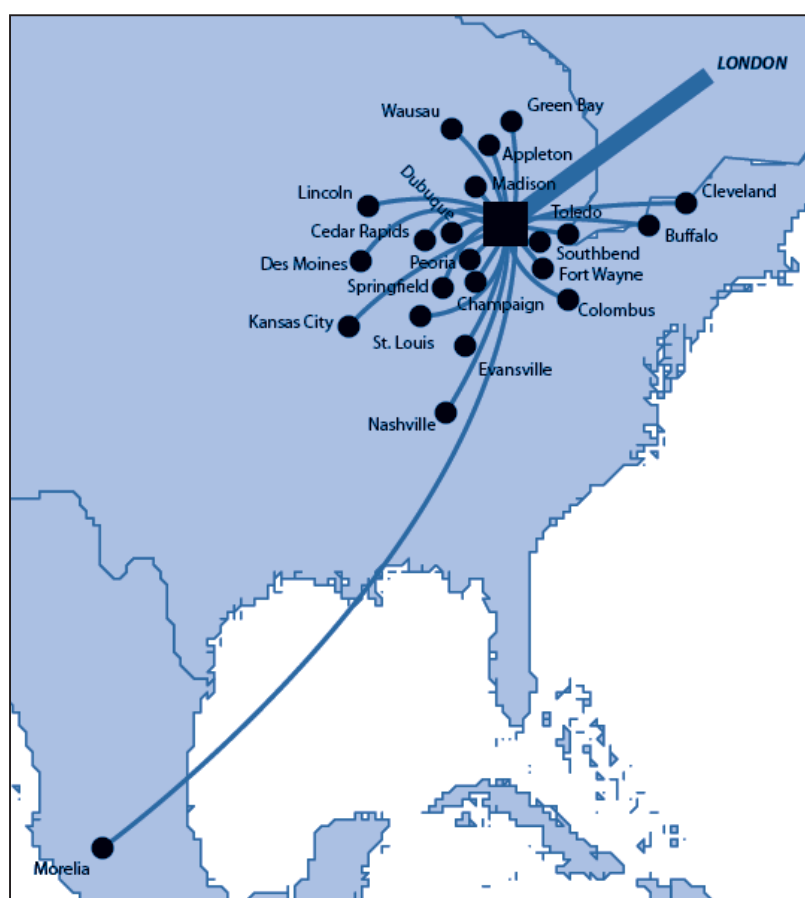 LONDON
Green Bay
Wausau
Appleton
Madison
Dubuque
Lincoln
Cleveland
Toledo
Cedar Rapids
Buffalo
Southbend
Des Moines
Peoria
Fort Wayne
Springfield
Champaign
Colombus
Kansas City
St. Louis
Evansville
Nashville
Morelia